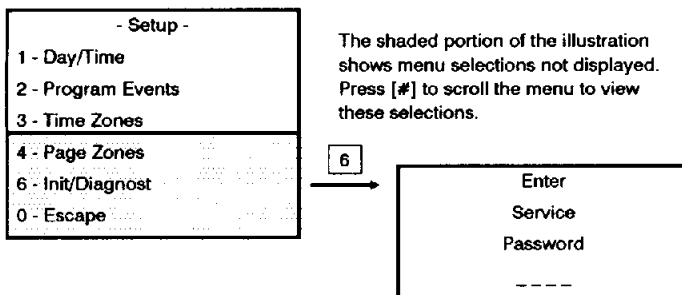 - Setup -
1 - Day/Time
2 - Program Events
3 - Time Zones
4 - Page Zones
6 - Init/Diagnost
0 - Escape
The shaded portion of the illustration
shows menu selections not displayed.
Press [#] to scroll the menu to view
these selections.
6
Enter
Service
Password
_ _ _ _